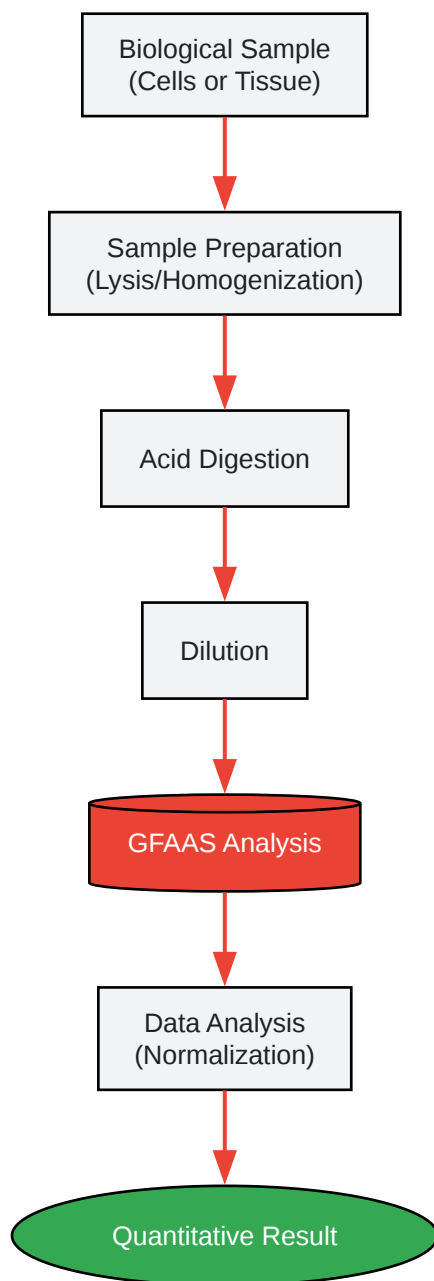 Biological Sample
(Cells or Tissue)
Sample Preparation
(Lysis/Homogenization)
Acid Digestion
Dilution
GFAAS Analysis
Data Analysis
(Normalization)
Quantitative Result